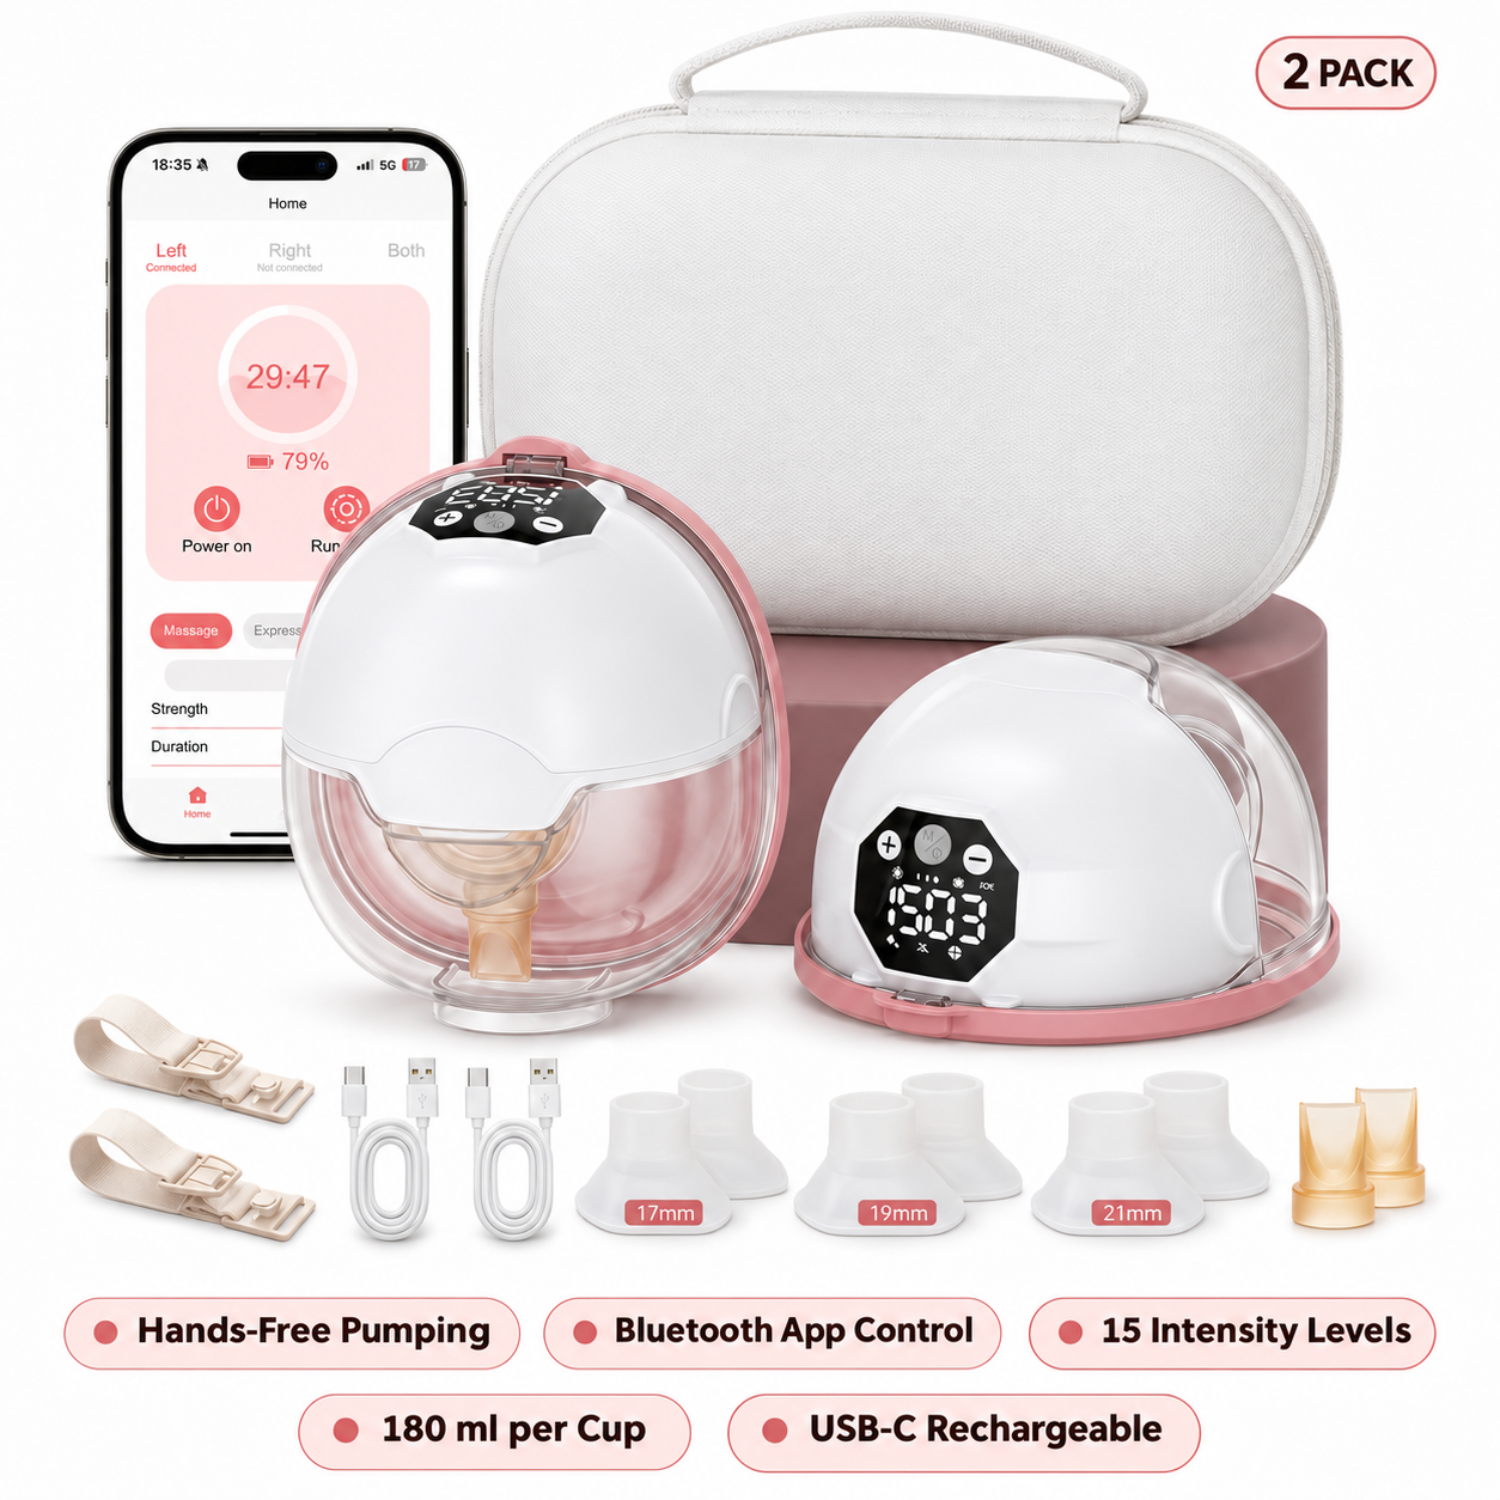 2 PACK
18:35
5G
17
Home
Left
Right
Both
Connected
Not connected
29:47
79%
Power on
Run
Massage
Express
Strength
Duration
Home
M
1503
17mm
19mm
21mm
Hands-Free Pumping
Bluetooth App Control
15 Intensity Levels
180 ml per Cup
USB-C Rechargeable